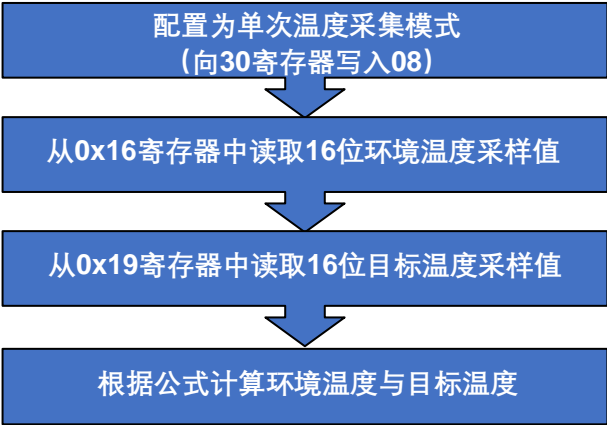 配置为单次温度采集模式
（向30寄存器写入08）
从0x16寄存器中读取16位环境温度采样值
从0x19寄存器中读取16位目标温度采样值
根据公式计算环境温度与目标温度